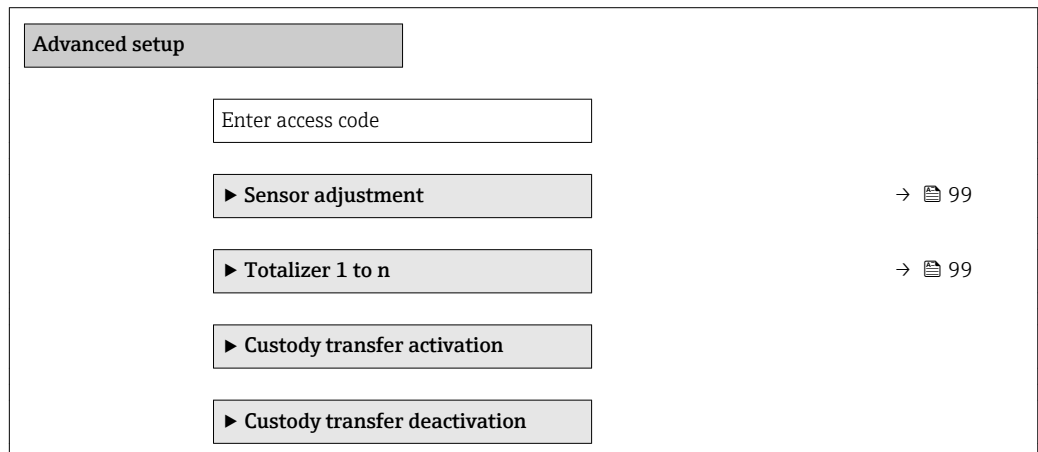 Advanced setup
Enter access code
▶ Sensor adjustment → 99
▶ Totalizer 1 to n → 99
▶ Custody transfer activation
▶ Custody transfer deactivation